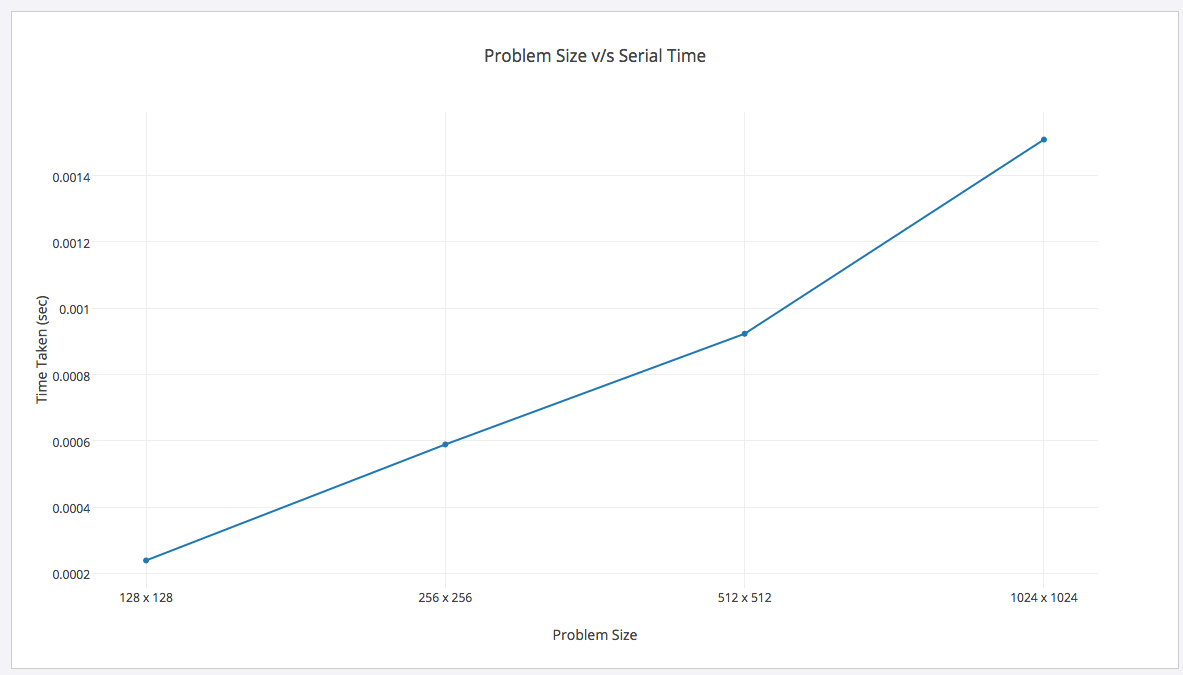 Problem Size v/s Serial Time
Time Taken (sec)
0.0014
0.0012
0.001
0.0008
0.0006
0.0004
0.0002
128 x 128
256 x 256
512 x 512
1024 x 1024
Problem Size